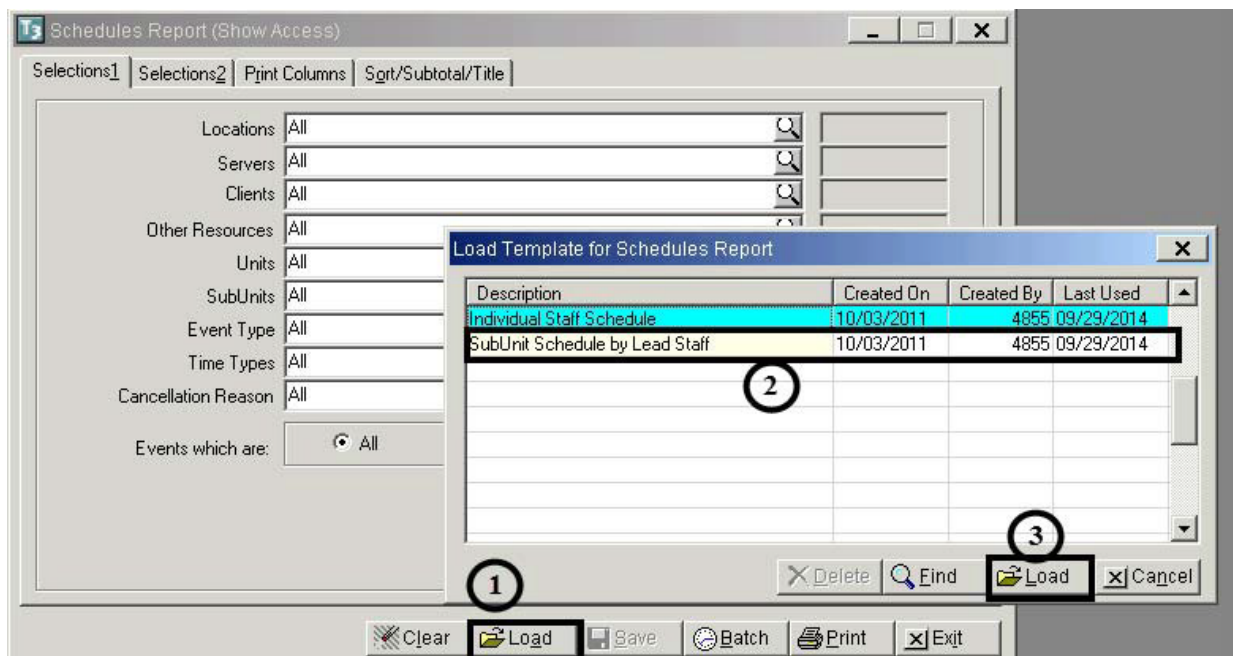 T3 Schedules Report (Show Access)
Selections1 Selections2 Print Columns Sort/Subtotal/Title
Locations All
Servers All
Clients All
Other Resources All
Units All
SubUnits All
Event Type All
Time Types All
Cancellation Reason All
Events which are: All
Load Template for Schedules Report
Description Created On Created By Last Used
Individual Staff Schedule 10/03/2011 4855 09/29/2014
SubUnit Schedule by Lead Staff 10/03/2011 4855 09/29/2014
2
3
Delete Find Load Cancel
1
Clear Load Save Batch Print Exit